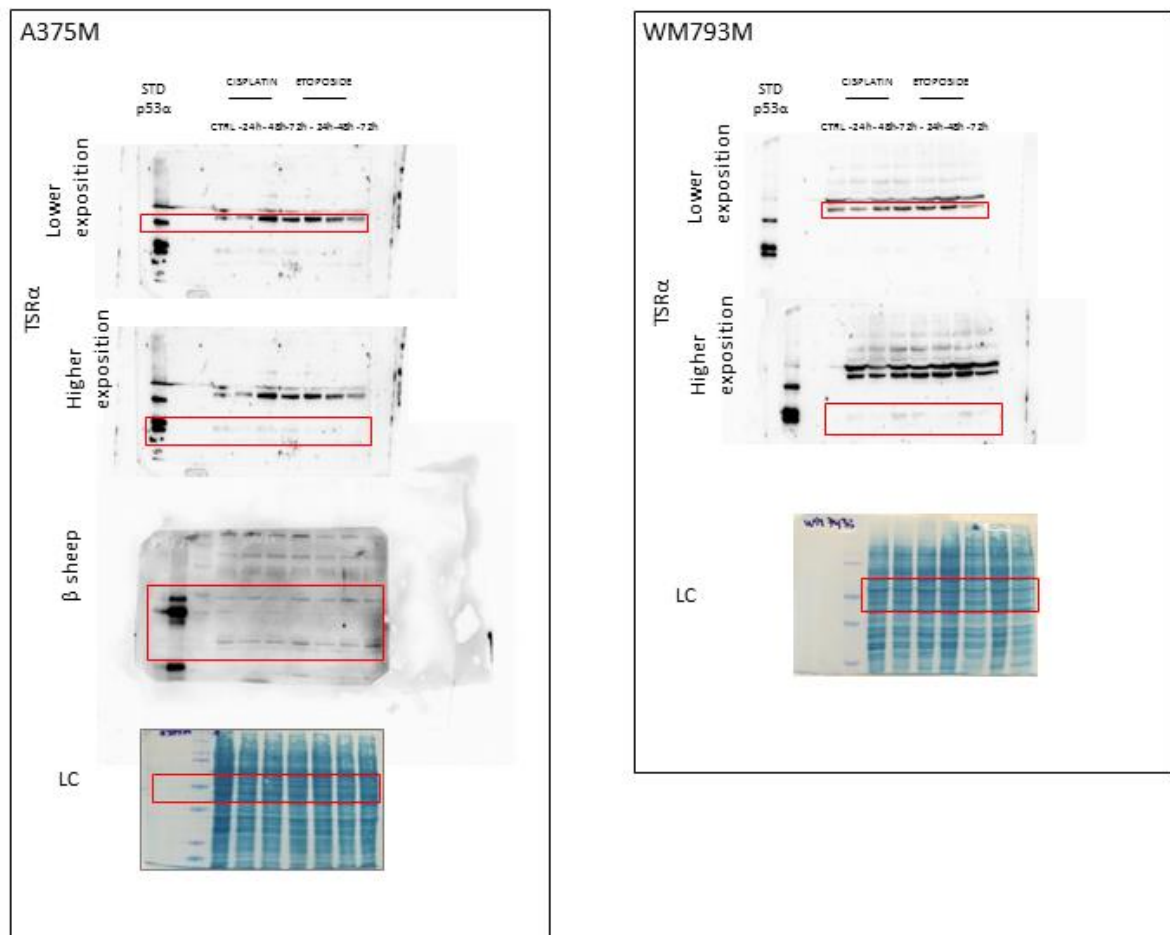 A375M
CISPLATIN ETOPOSIDE
STD
p53α
CTRL -24h -48h -72h - 24h -48h -72h
Lower
exposition
TSRα
Higher
exposition
β sheep
LC
WM793M
CISPLATIN ETOPOSIDE
STD
p53α
CTRL -24h -48h -72h - 24h -48h -72h
Lower
exposition
TSRα
Higher
exposition
LC